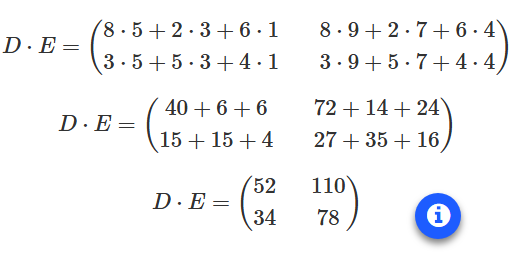 D · E = (8 · 5 + 2 · 3 + 6 · 1   8 · 9 + 2 · 7 + 6 · 4
3 · 5 + 5 · 3 + 4 · 1   3 · 9 + 5 · 7 + 4 · 4)
D · E = (40 + 6 + 6   72 + 14 + 24
15 + 15 + 4   27 + 35 + 16)
D · E = (52   110
34   78)
i